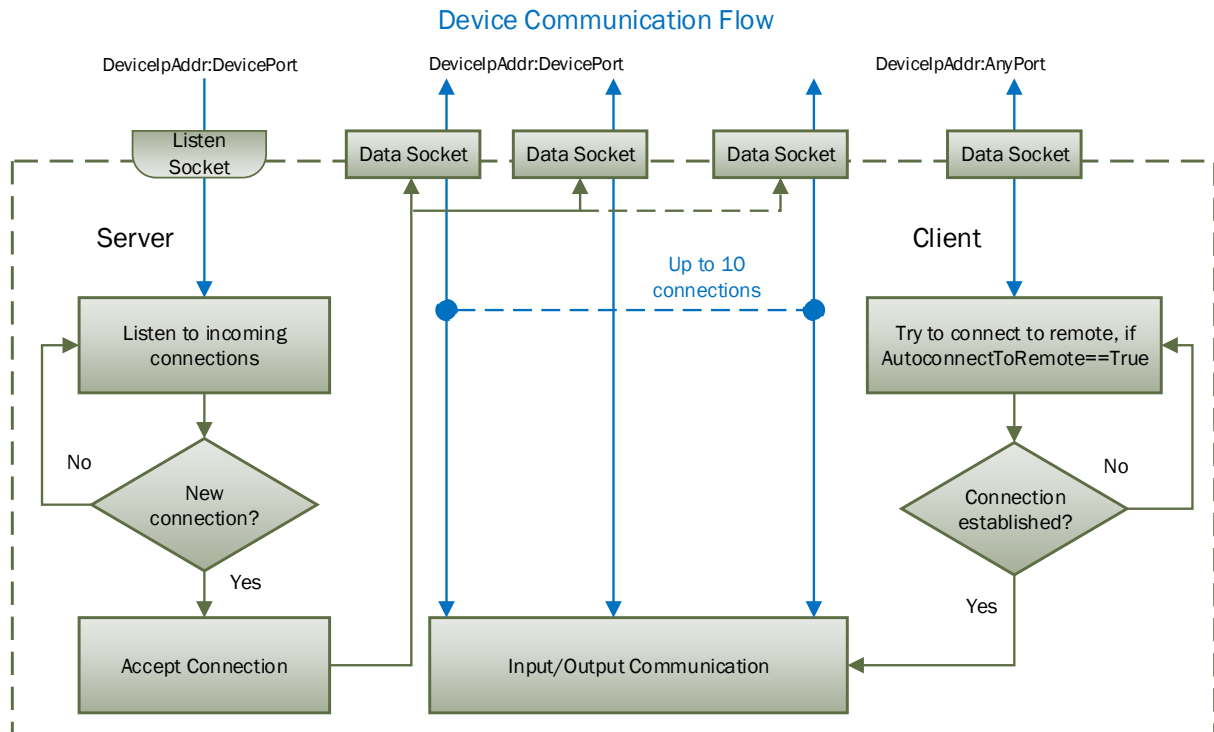 Device Communication Flow
DeviceIpAddr:DevicePort
DeviceIpAddr:DevicePort
DeviceIpAddr:AnyPort
Listen
Socket
Data Socket
Data Socket
Data Socket
Data Socket
Server
Client
Up to 10
connections
Listen to incoming
connections
Try to connect to remote, if
AutoconnectToRemote==True
No
New
connection?
Yes
No
Connection
established?
Yes
Accept Connection
Input/Output Communication